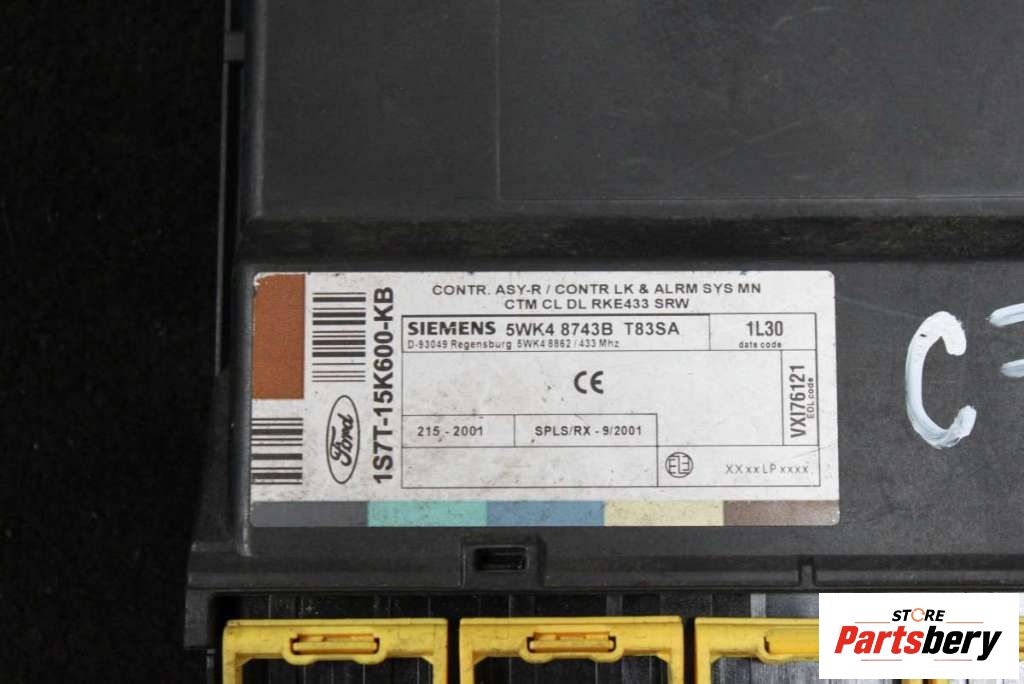 CONTR. ASY-R / CONTR LK & ALRM SYS MN
CTM CL DL RKE433 SRW
SIEMENS 5WK4 8743B T83SA
D-93049 Regensburg 5WK4 8862 / 433 Mhz
1L30
date code
CE
VXI76121
EOL code
215 - 2001
SPLS/RX - 9/2001
XXxxLPxxxx
Ford
1S7T-15K600-KB
STORE
Partsbery